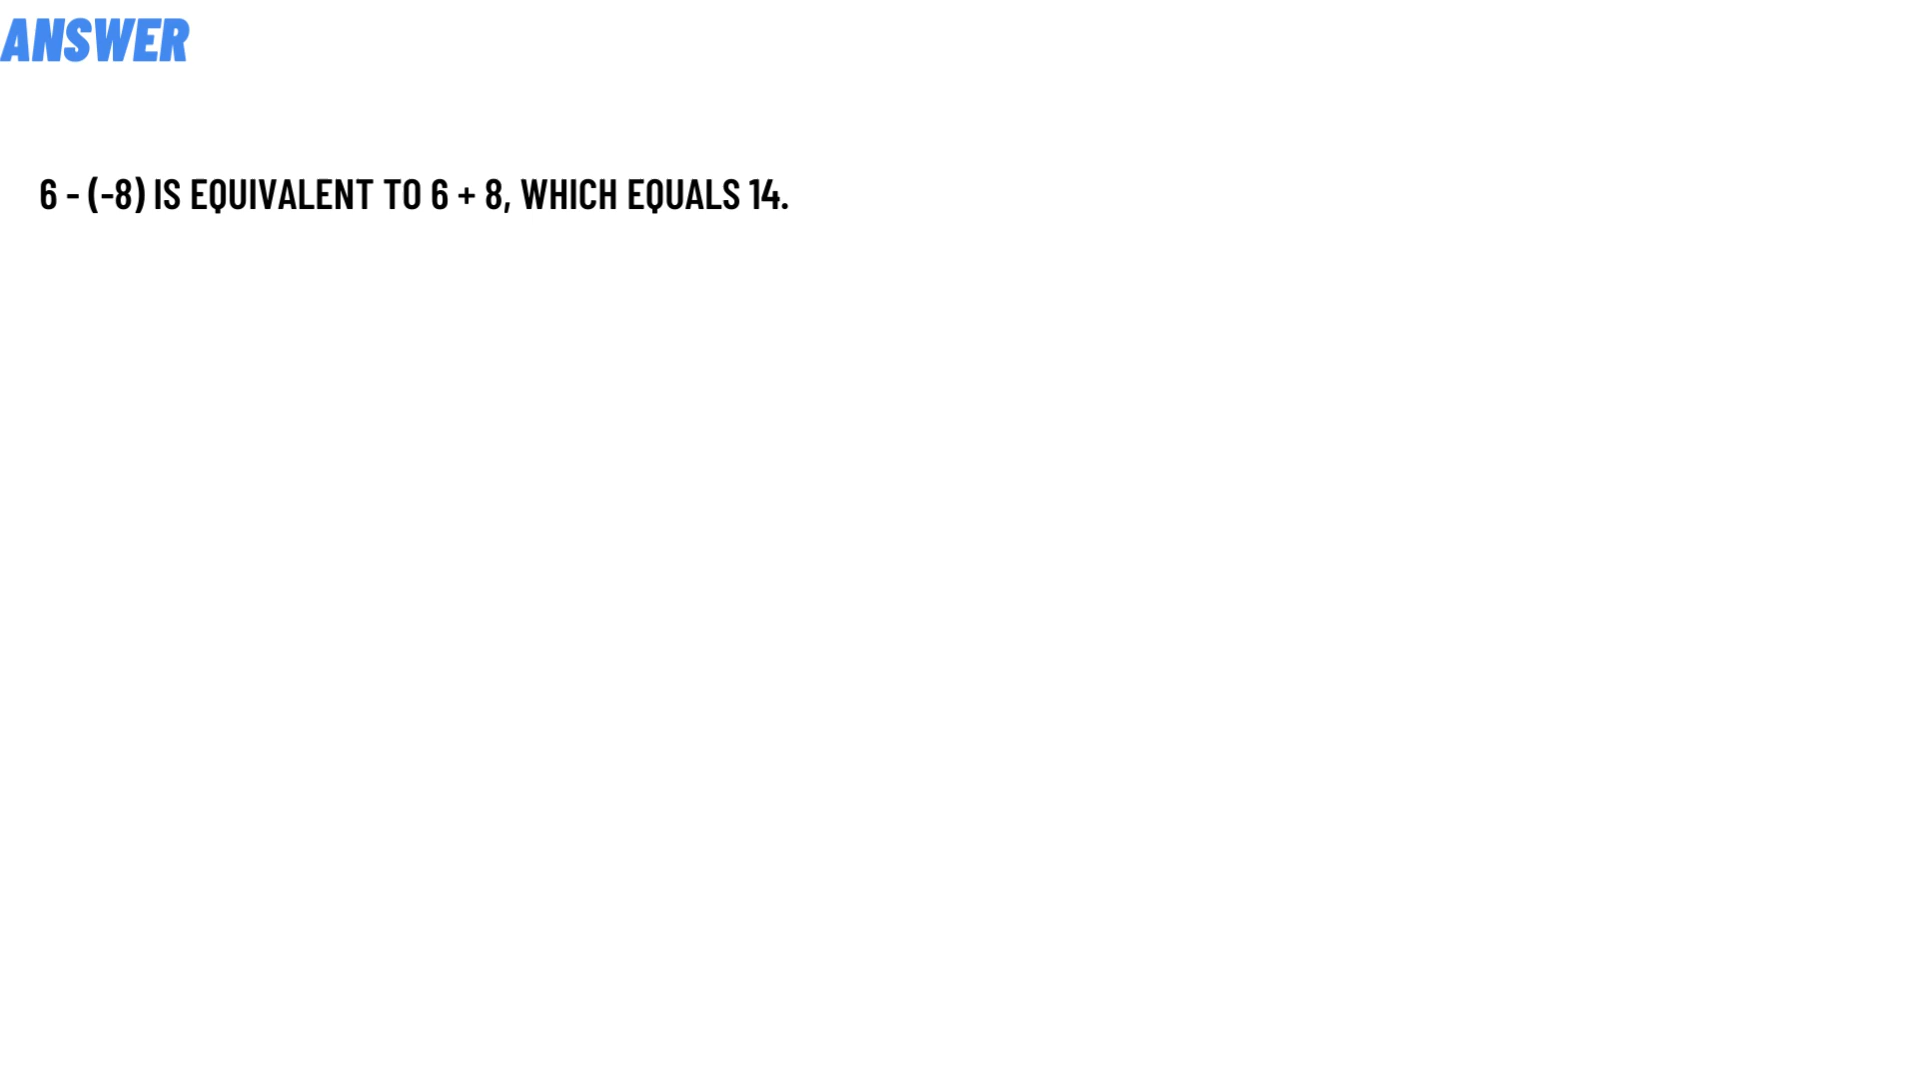 ANSWER
6 - (-8) IS EQUIVALENT TO 6 + 8, WHICH EQUALS 14.